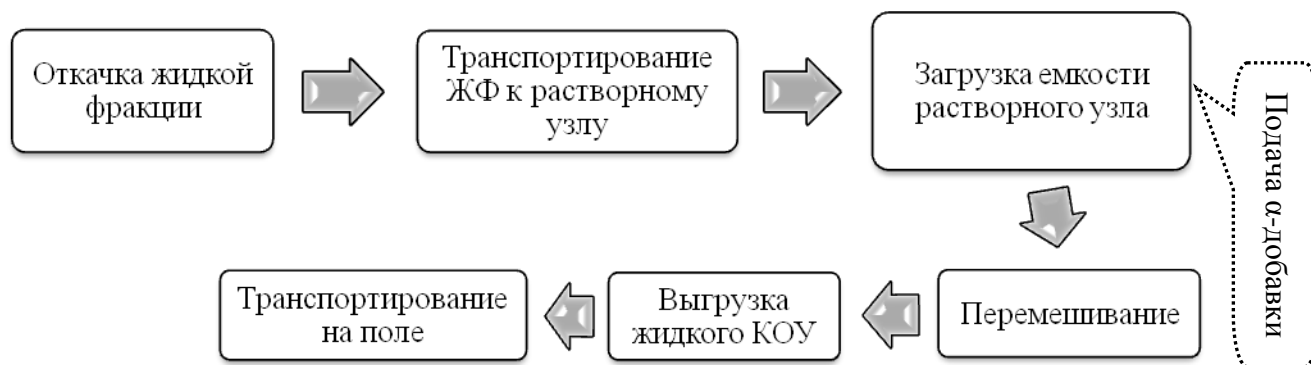 Откачка жидкой
фракции
Транспортирование
ЖФ к растворному
узлу
Загрузка емкости
растворного узла
Подача α-добавки
Перемешивание
Выгрузка
жидкого КОУ
Транспортирование
на поле